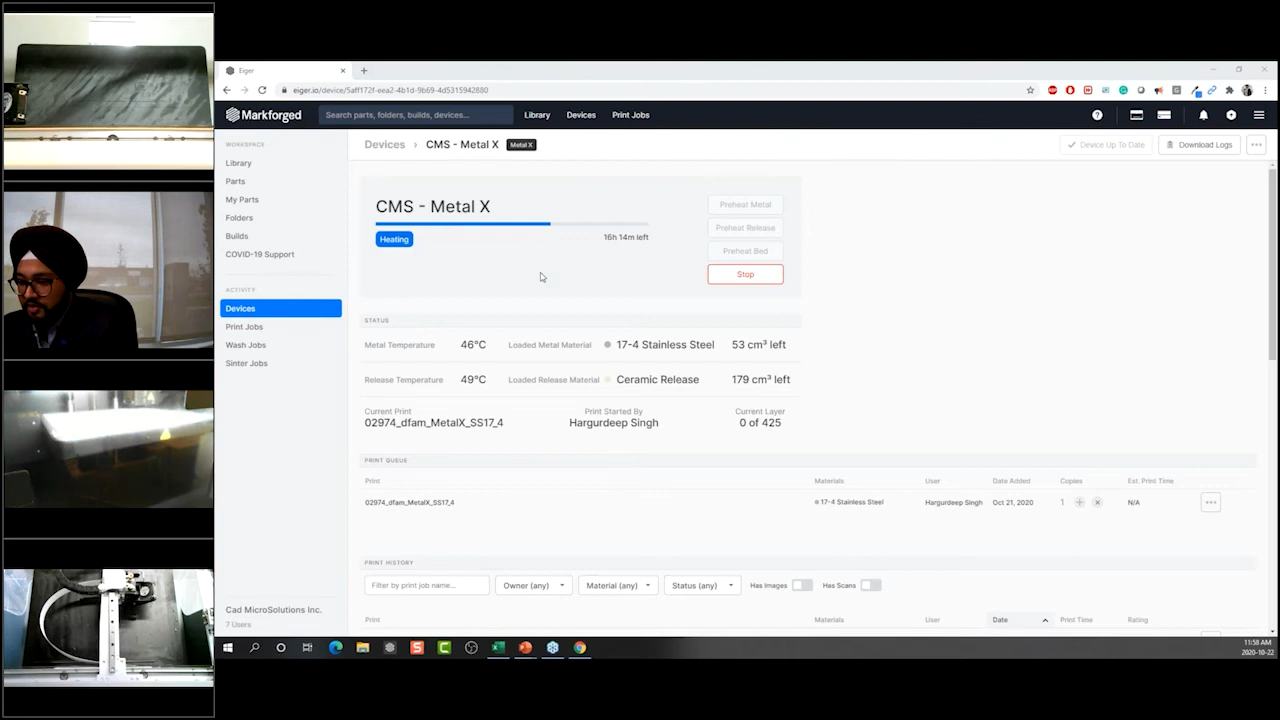 Eiger
eiger.io/device/5aff172f-eea2-4b1d-9b69-4d5315942880
Markforged
Search parts, folders, builds, devices...
Library
Devices
Print Jobs
WORKSPACE
Library
Parts
My Parts
Folders
Builds
COVID-19 Support
ACTIVITY
Devices
Print Jobs
Wash Jobs
Sinter Jobs
Cad MicroSolutions Inc.
7 Users
Devices › CMS - Metal X Metal X
Device Up To Date
Download Logs
CMS - Metal X
Heating
16h 14m left
Preheat Metal
Preheat Release
Preheat Bed
Stop
STATUS
Metal Temperature 46°C Loaded Metal Material 17-4 Stainless Steel 53 cm³ left
Release Temperature 49°C Loaded Release Material Ceramic Release 179 cm³ left
Current Print Print Started By Current Layer
02974_dfam_MetalX_SS17_4 Hargurdeep Singh 0 of 425
PRINT QUEUE
Print Materials User Date Added Copies Est. Print Time
02974_dfam_MetalX_SS17_4 17-4 Stainless Steel Hargurdeep Singh Oct 21, 2020 1 N/A
PRINT HISTORY
Filter by print job name... Owner (any) Material (any) Status (any) Has Images Has Scans
Print Materials User Date Print Time Rating
11:58 AM
2020-10-22